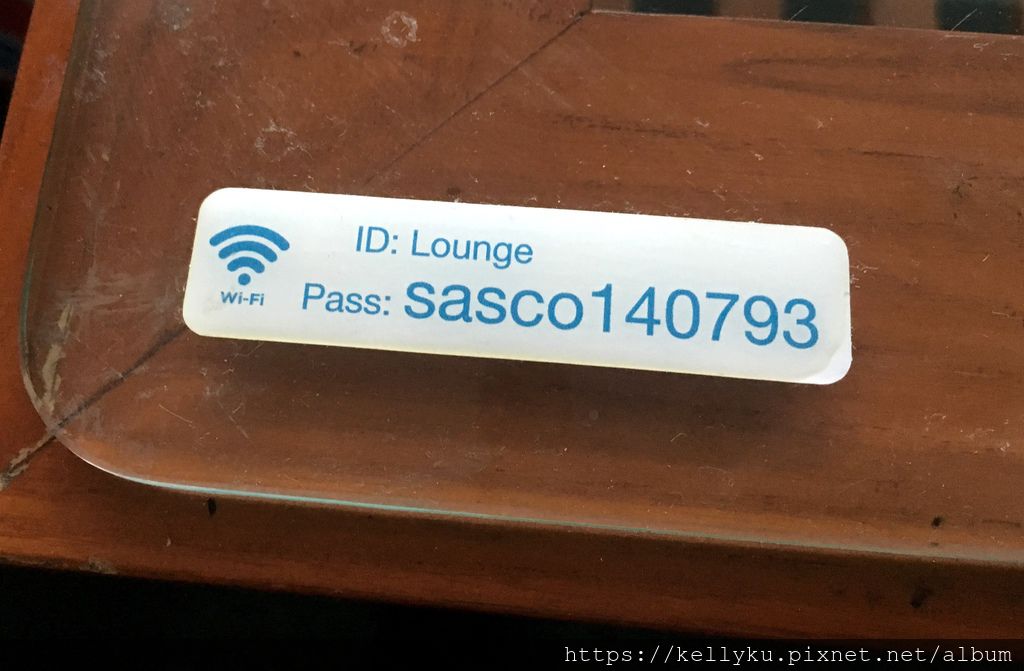 ID: Lounge
Wi-Fi
Pass: sasco140793
https://kellyku.pixnet.net/album